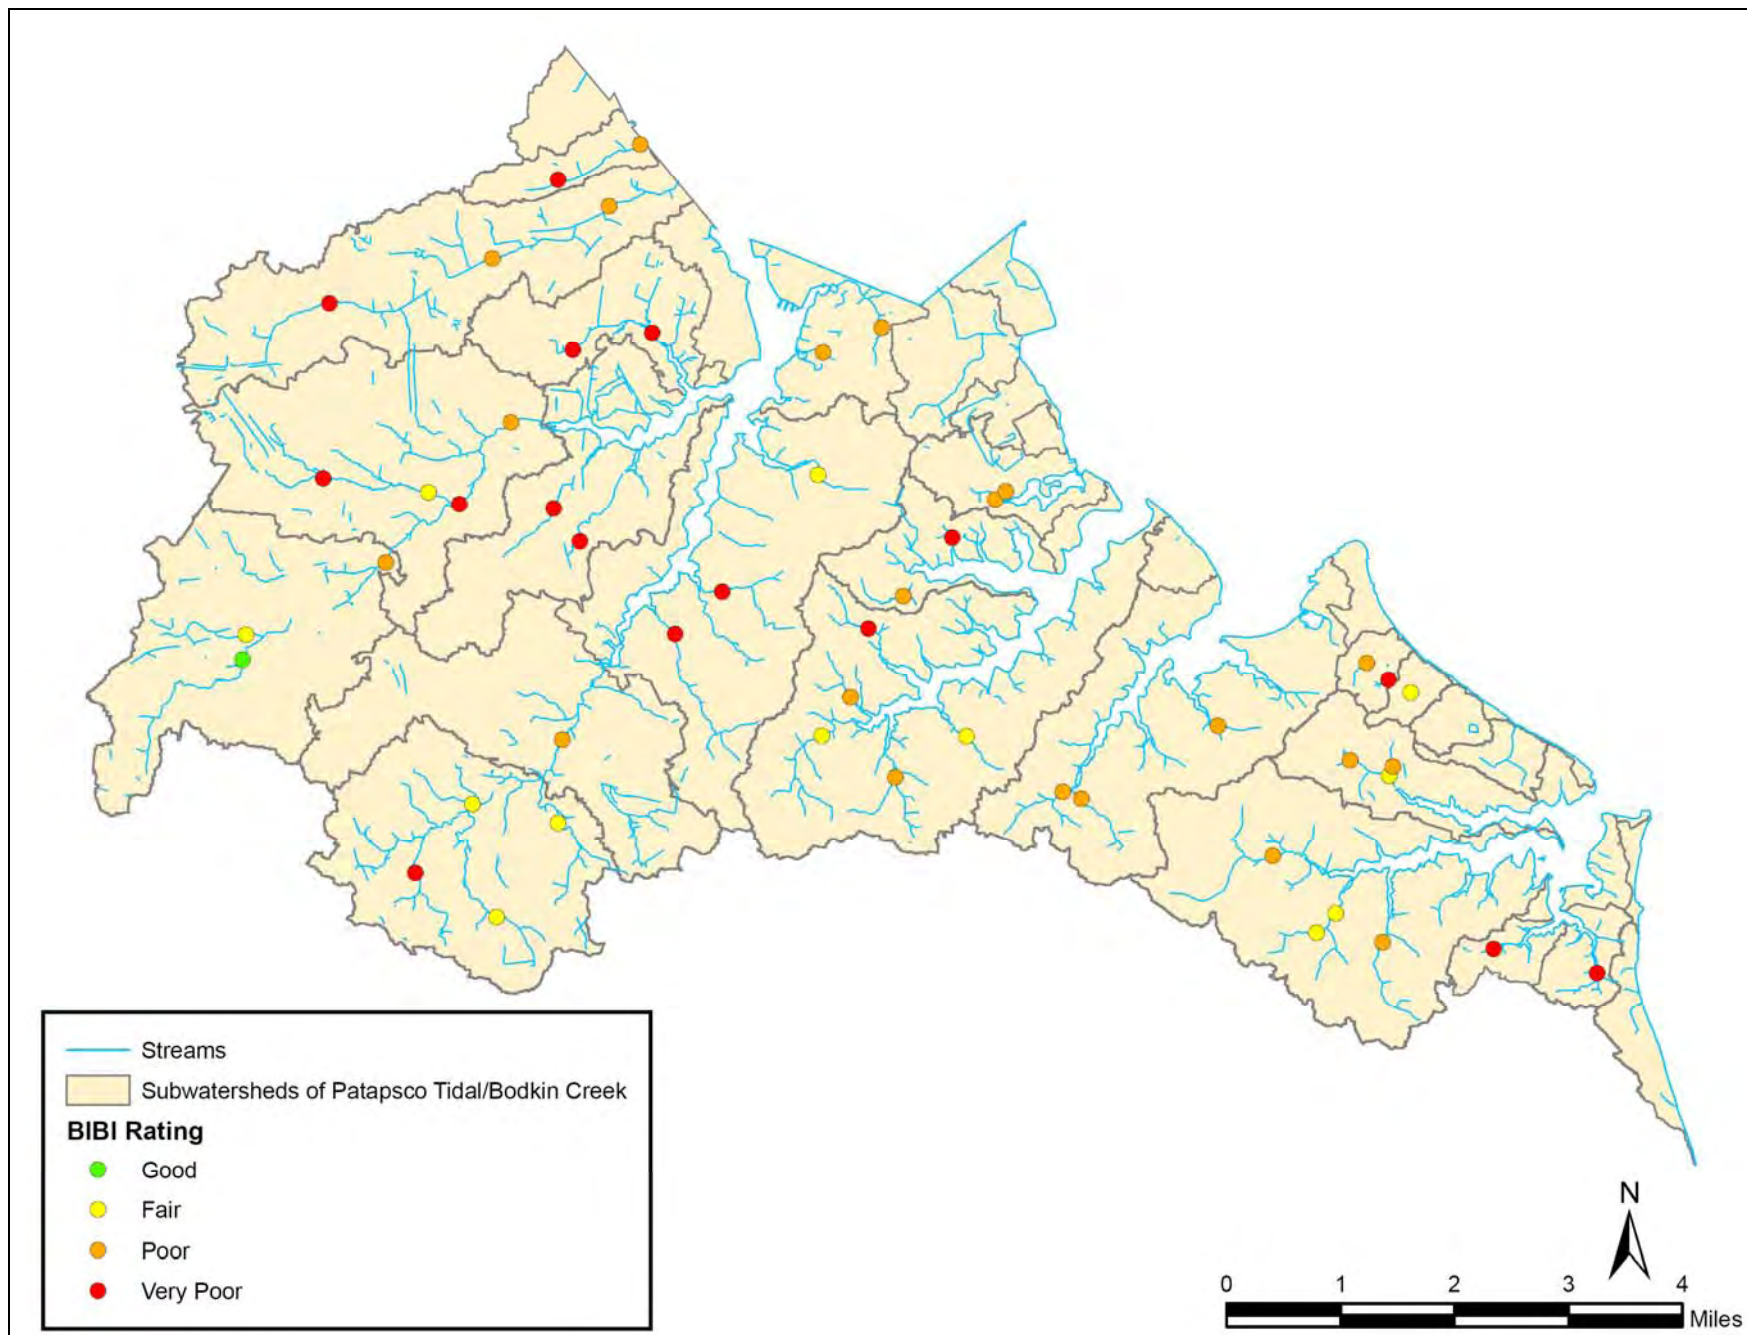 Streams
Subwatersheds of Patapsco Tidal/Bodkin Creek
BIBI Rating
Good
Fair
Poor
Very Poor
N
0 1 2 3 4
Miles